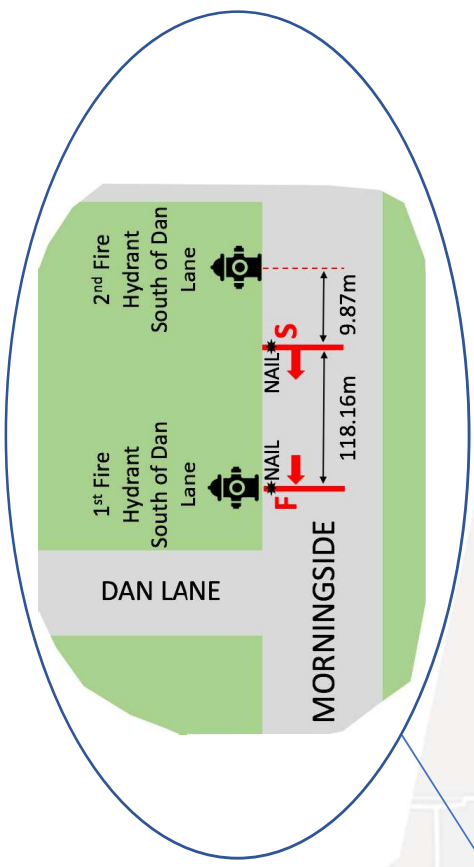 1st Fire
Hydrant
South of Dan
Lane
2nd Fire
Hydrant
South of Dan
Lane
DAN LANE
NAIL
F
NAIL
S
118.16m
9.87m
MORNINGSIDE